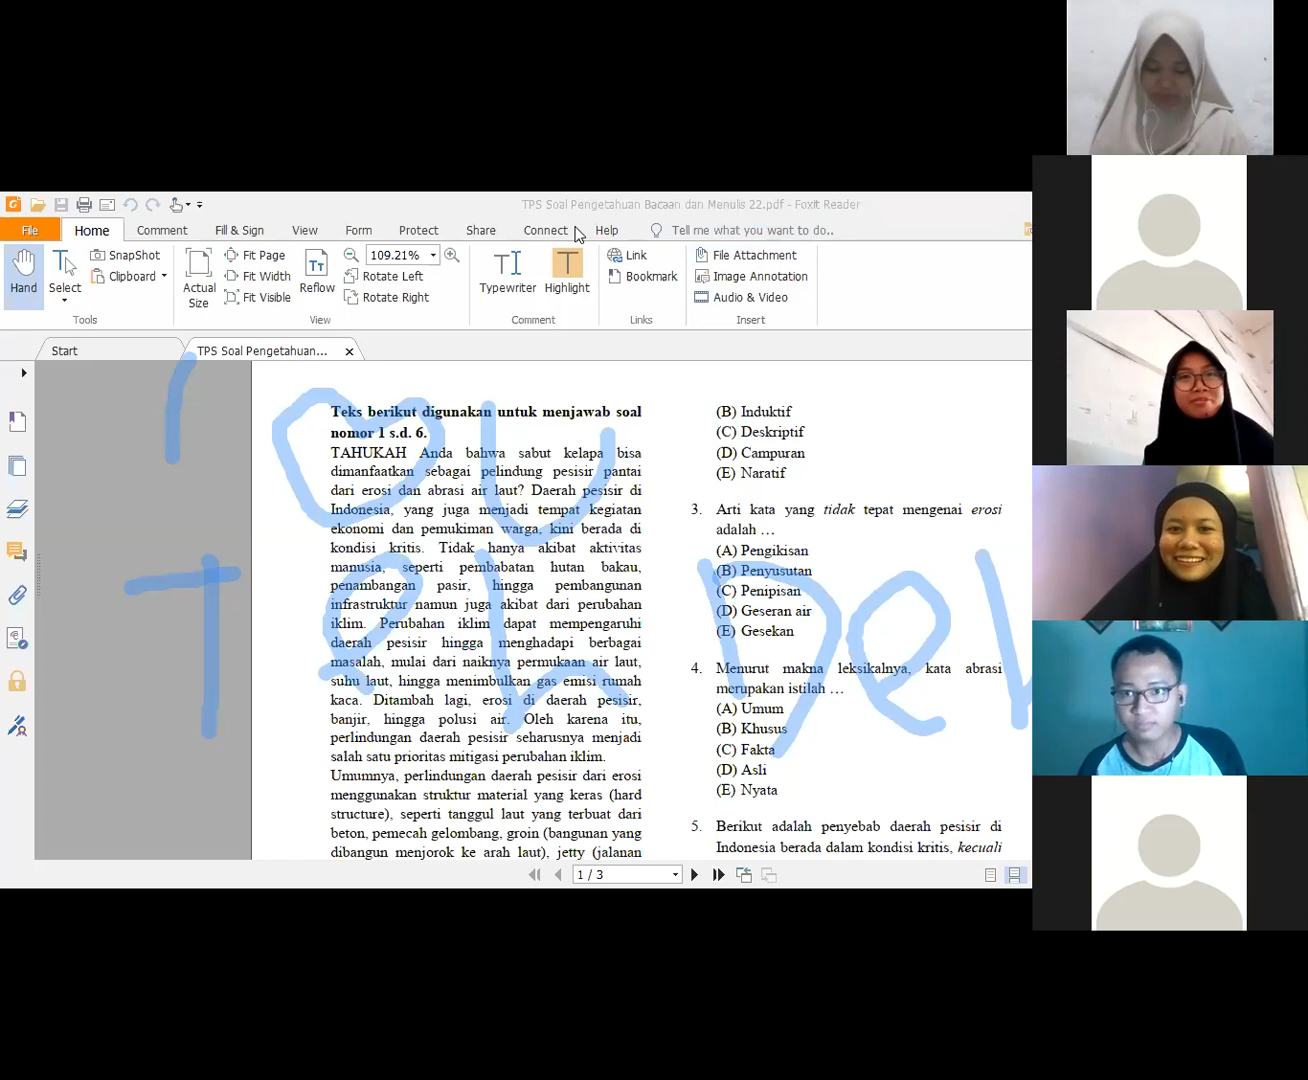 TPS Soal Pengetahuan Bacaan dan Menulis 22.pdf - Foxit Reader
File Home Comment Fill & Sign View Form Protect Share Connect Help Tell me what you want to do..
Hand
Select
SnapShot
Clipboard
Tools
Actual Size
Fit Page
Fit Width
Fit Visible
Reflow
109.21%
Rotate Left
Rotate Right
View
Typewriter
Highlight
Comment
Link
Bookmark
Links
File Attachment
Image Annotation
Audio & Video
Insert
Start
TPS Soal Pengetahuan...
Teks berikut digunakan untuk menjawab soal
nomor 1 s.d. 6.
TAHUKAH Anda bahwa sabut kelapa bisa
dimanfaatkan sebagai pelindung pesisir pantai
dari erosi dan abrasi air laut? Daerah pesisir di
Indonesia, yang juga menjadi tempat kegiatan
ekonomi dan pemukiman warga, kini berada di
kondisi kritis. Tidak hanya akibat aktivitas
manusia, seperti pembabatan hutan bakau,
penambangan pasir, hingga pembangunan
infrastruktur namun juga akibat dari perubahan
iklim. Perubahan iklim dapat mempengaruhi
daerah pesisir hingga menghadapi berbagai
masalah, mulai dari naiknya permukaan air laut,
suhu laut, hingga menimbulkan gas emisi rumah
kaca. Ditambah lagi, erosi di daerah pesisir,
banjir, hingga polusi air. Oleh karena itu,
perlindungan daerah pesisir seharusnya menjadi
salah satu prioritas mitigasi perubahan iklim.
Umumnya, perlindungan daerah pesisir dari erosi
menggunakan struktur material yang keras (hard
structure), seperti tanggul laut yang terbuat dari
beton, pemecah gelombang, groin (bangunan yang
dibangun menjorok ke arah laut), jetty (jalanan
(B) Induktif
(C) Deskriptif
(D) Campuran
(E) Naratif
3. Arti kata yang tidak tepat mengenai erosi
adalah …
(A) Pengikisan
(B) Penyusutan
(C) Penipisan
(D) Geseran air
(E) Gesekan
4. Menurut makna leksikalnya, kata abrasi
merupakan istilah …
(A) Umum
(B) Khusus
(C) Fakta
(D) Asli
(E) Nyata
5. Berikut adalah penyebab daerah pesisir di
Indonesia berada dalam kondisi kritis, kecuali
1 / 3